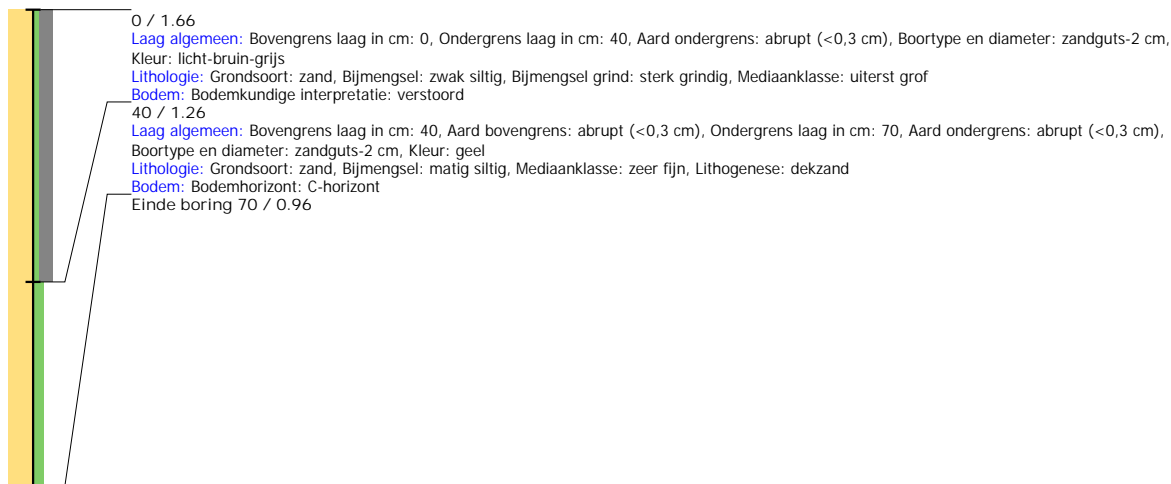 0 / 1.66
Laag algemeen: Bovengrens laag in cm: 0, Ondergrens laag in cm: 40, Aard ondergrens: abrupt (<0,3 cm), Boortype en diameter: zandguts-2 cm,
Kleur: licht-bruin-grijs
Lithologie: Grondsoort: zand, Bijmengsel: zwak siltig, Bijmengsel grind: sterk grindig, Mediaanklasse: uiterst grof
Bodem: Bodemkundige interpretatie: verstoord
40 / 1.26
Laag algemeen: Bovengrens laag in cm: 40, Aard bovengrens: abrupt (<0,3 cm), Ondergrens laag in cm: 70, Aard ondergrens: abrupt (<0,3 cm),
Boortype en diameter: zandguts-2 cm, Kleur: geel
Lithologie: Grondsoort: zand, Bijmengsel: matig siltig, Mediaanklasse: zeer fijn, Lithogenese: dekzand
Bodem: Bodemhorizont: C-horizont
Einde boring 70 / 0.96